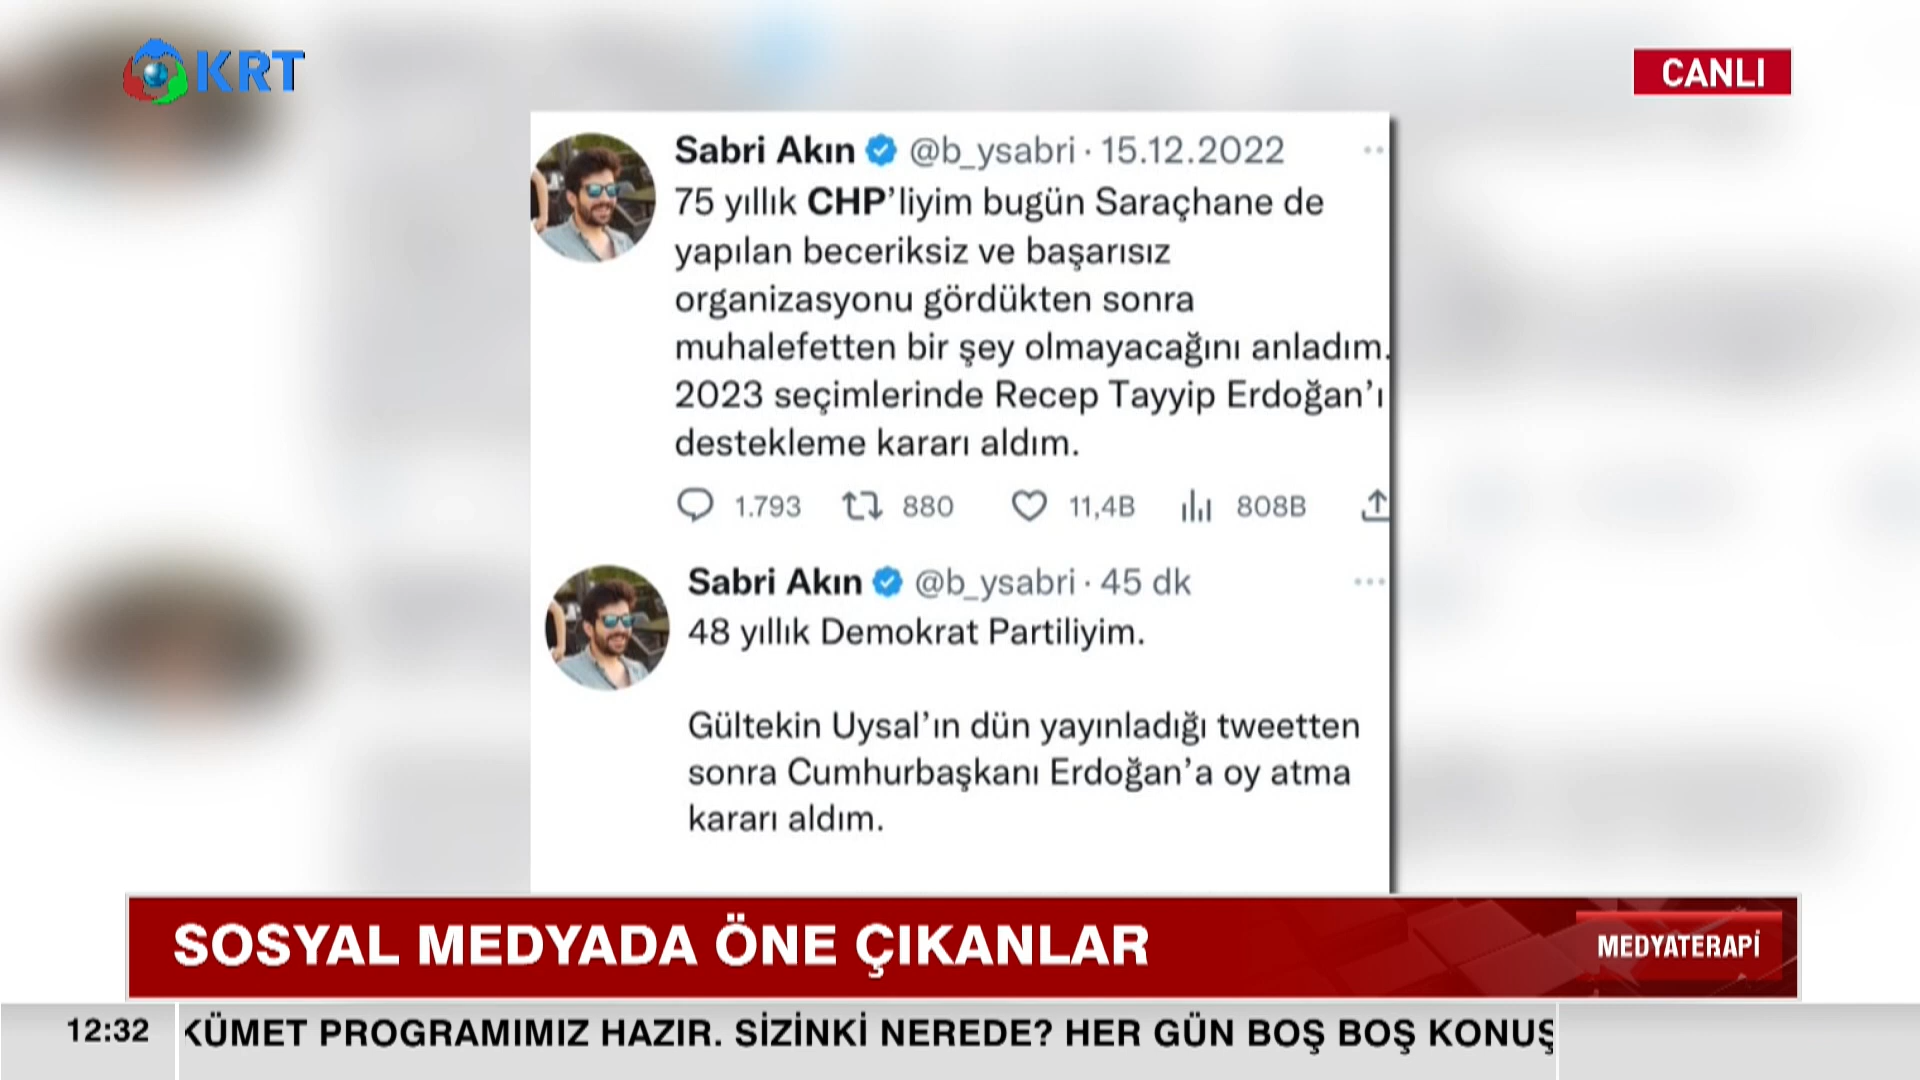 KRT
CANLI
Sabri Akın @b_ysabri · 15.12.2022
75 yıllık CHP'liyim bugün Saraçhane de
yapılan beceriksiz ve başarısız
organizasyonu gördükten sonra
muhalefetten bir şey olmayacağını anladım.
2023 seçimlerinde Recep Tayyip Erdoğan'ı
destekleme kararı aldım.
1.793 880 11,4B 808B
Sabri Akın @b_ysabri · 45 dk
48 yıllık Demokrat Partiliyim.
Gültekin Uysal'ın dün yayınladığı tweetten
sonra Cumhurbaşkanı Erdoğan'a oy atma
kararı aldım.
SOSYAL MEDYADA ÖNE ÇIKANLAR
MEDYATERAPİ
12:32 KÜMET PROGRAMIMIZ HAZIR. SİZİNKİ NEREDE? HER GÜN BOŞ BOŞ KONUŞ